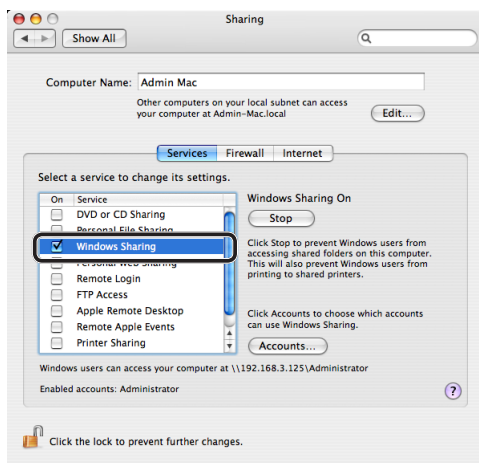 Sharing
Show All
Computer Name: Admin Mac
Other computers on your local subnet can access
your computer at Admin-Mac.local
Edit...
Services Firewall Internet
Select a service to change its settings.
On Service
DVD or CD Sharing
Personal File Sharing
Windows Sharing
Personal Web Sharing
Remote Login
FTP Access
Apple Remote Desktop
Remote Apple Events
Printer Sharing
Windows Sharing On
Stop
Click Stop to prevent Windows users from
accessing shared folders on this computer.
This will also prevent Windows users from
printing to shared printers.
Click Accounts to choose which accounts
can use Windows Sharing.
Accounts...
Windows users can access your computer at \\192.168.3.125\Administrator
Enabled accounts: Administrator
?
Click the lock to prevent further changes.